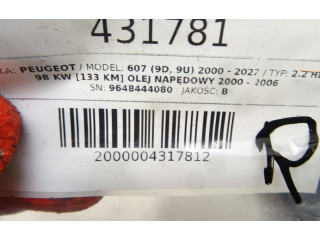 431781
KA: PEUGEOT / MODEL: 607 (9D, 9U) 2000 - 2027 / TYP: 2.2 H
98 KW [133 KM] OLEJ NAPĘDOWY 2000 - 2006
SN: 9648444080 JAKOŚĆ: B
2000004317812
R